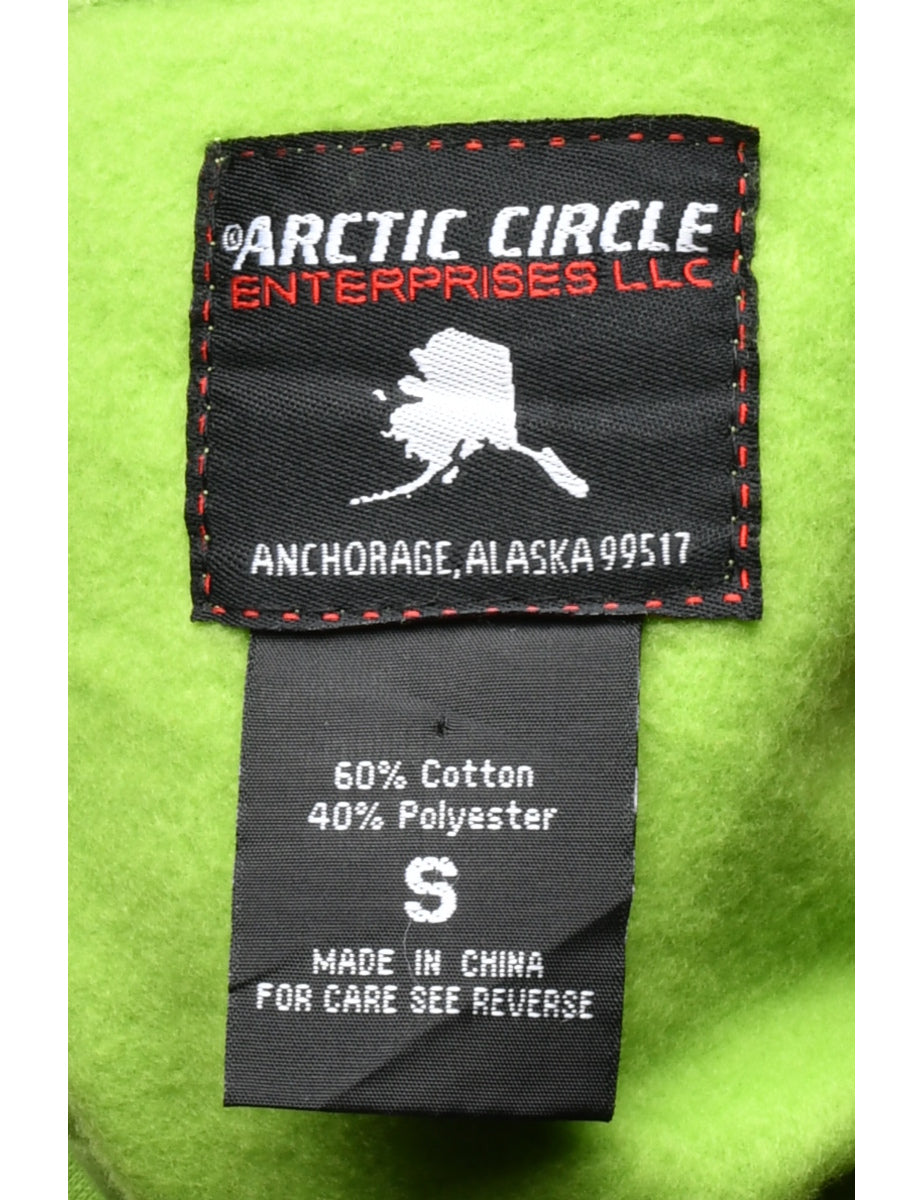 ©ARCTIC CIRCLE
ENTERPRISES LLC
ANCHORAGE, ALASKA 99517
60% Cotton
40% Polyester
S
MADE IN CHINA
FOR CARE SEE REVERSE